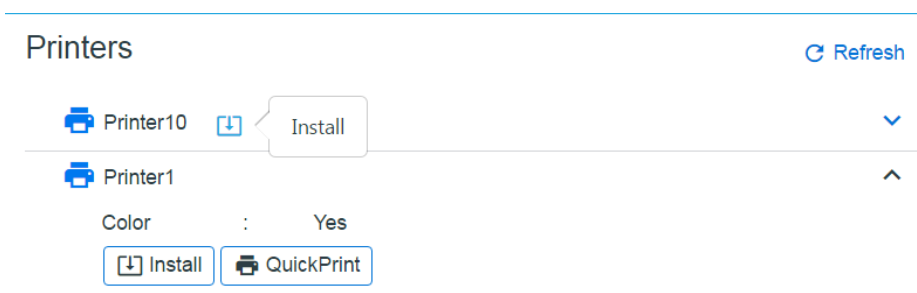 Printers
Refresh
Printer10 Install
Printer1
Color : Yes
Install QuickPrint